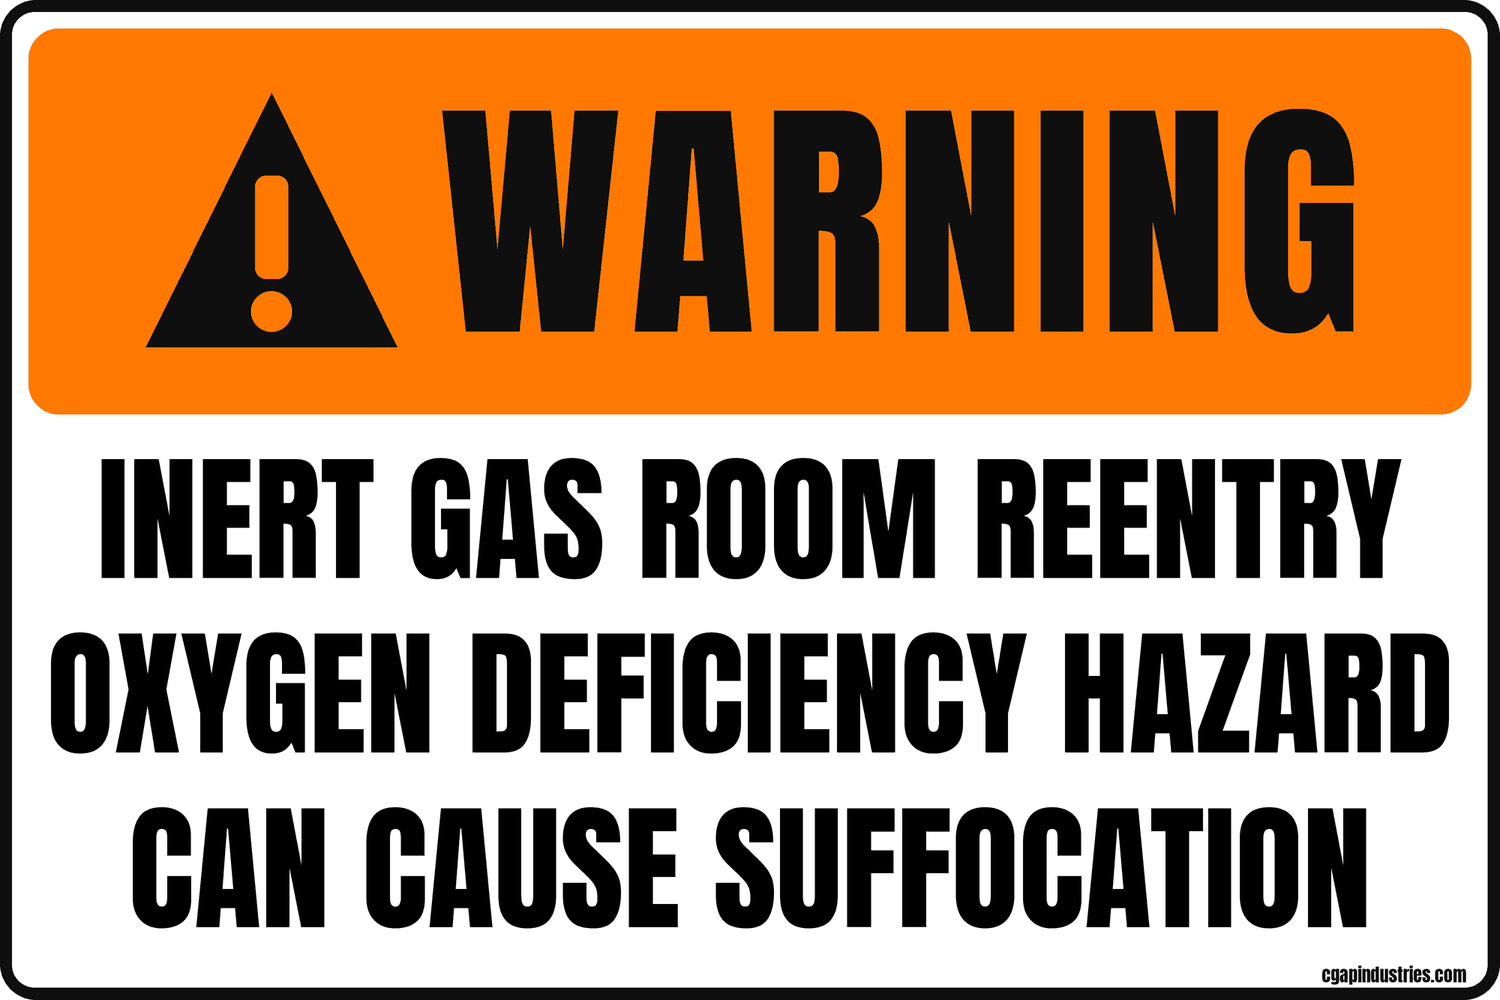 WARNING
INERT GAS ROOM REENTRY
OXYGEN DEFICIENCY HAZARD
CAN CAUSE SUFFOCATION
cgapindustries.com